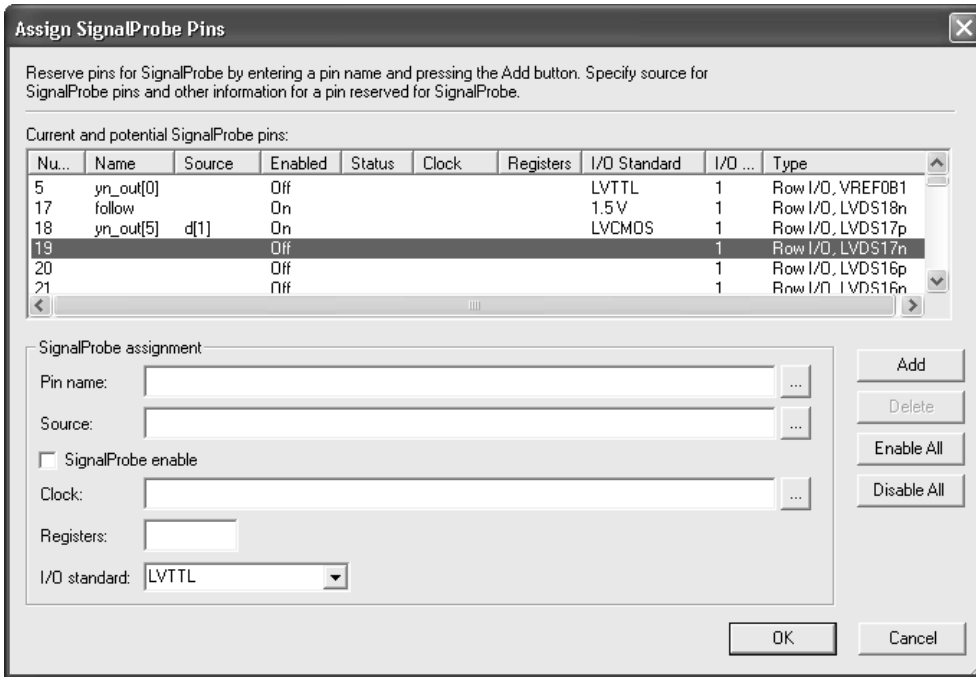 Assign SignalProbe Pins
Reserve pins for SignalProbe by entering a pin name and pressing the Add button. Specify source for
SignalProbe pins and other information for a pin reserved for SignalProbe.
Current and potential SignalProbe pins:
Nu... Name Source Enabled Status Clock Registers I/O Standard I/O ... Type
5 yn_out[0] Off LVTTL 1 Row I/O, VREF0B1
17 follow On 1.5 V 1 Row I/O, LVDS18n
18 yn_out[5] d[1] On LVCMOS 1 Row I/O, LVDS17p
19 Off 1 Row I/O, LVDS17n
20 Off 1 Row I/O, LVDS16p
21 Off 1 Row I/O, LVDS16n
SignalProbe assignment
Pin name: ...
Source: ...
SignalProbe enable
Clock: ...
Registers:
I/O standard: LVTTL
Add
Delete
Enable All
Disable All
OK Cancel